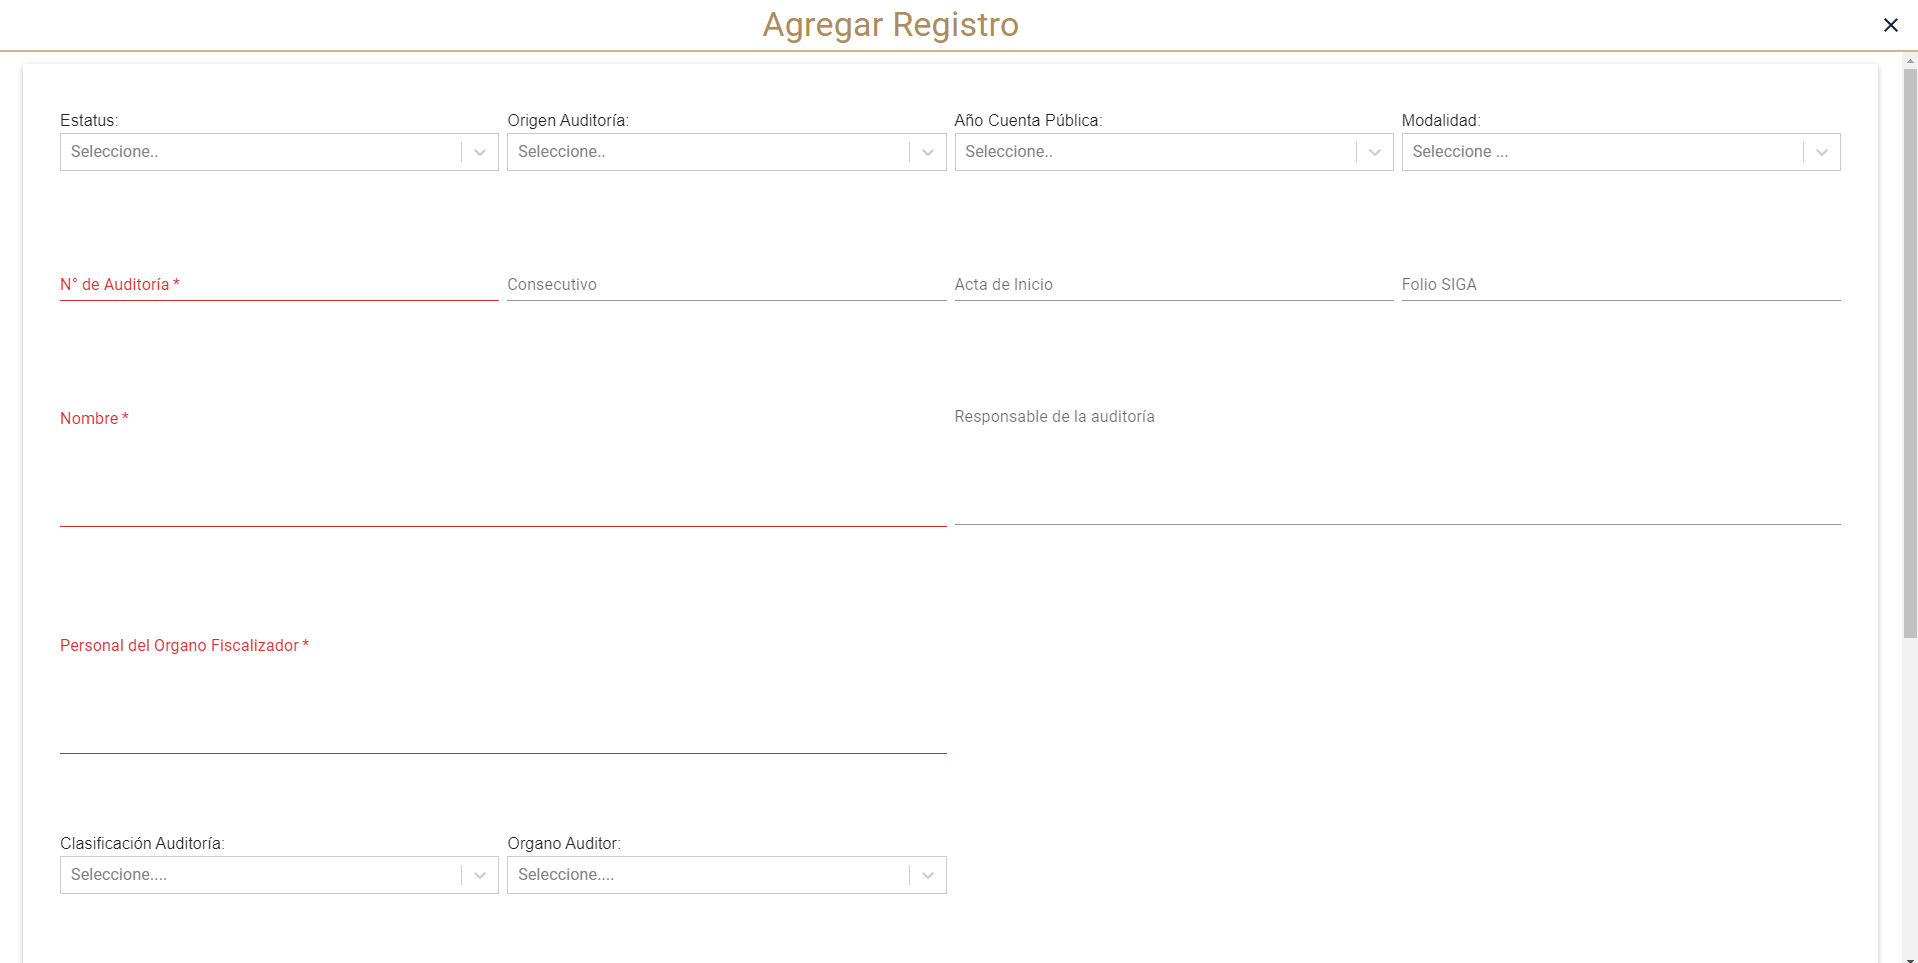 Agregar Registro
Estatus: Origen Auditoría: Año Cuenta Pública: Modalidad:
Seleccione.. Seleccione.. Seleccione.. Seleccione ...
N° de Auditoría * Consecutivo Acta de Inicio Folio SIGA
Nombre * Responsable de la auditoría
Personal del Organo Fiscalizador *
Clasificación Auditoría: Organo Auditor:
Seleccione.... Seleccione....